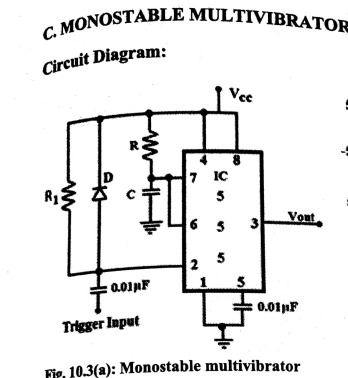 C. MONOSTABLE MULTIVIBRATOR
Circuit Diagram:
Vcc
R
4 8
D
7 IC
R1
C
5
6 5 3 Vout
5
2
1 5
0.01µF
0.01µF
Trigger Input
Fig. 10.3(a): Monostable multivibrator